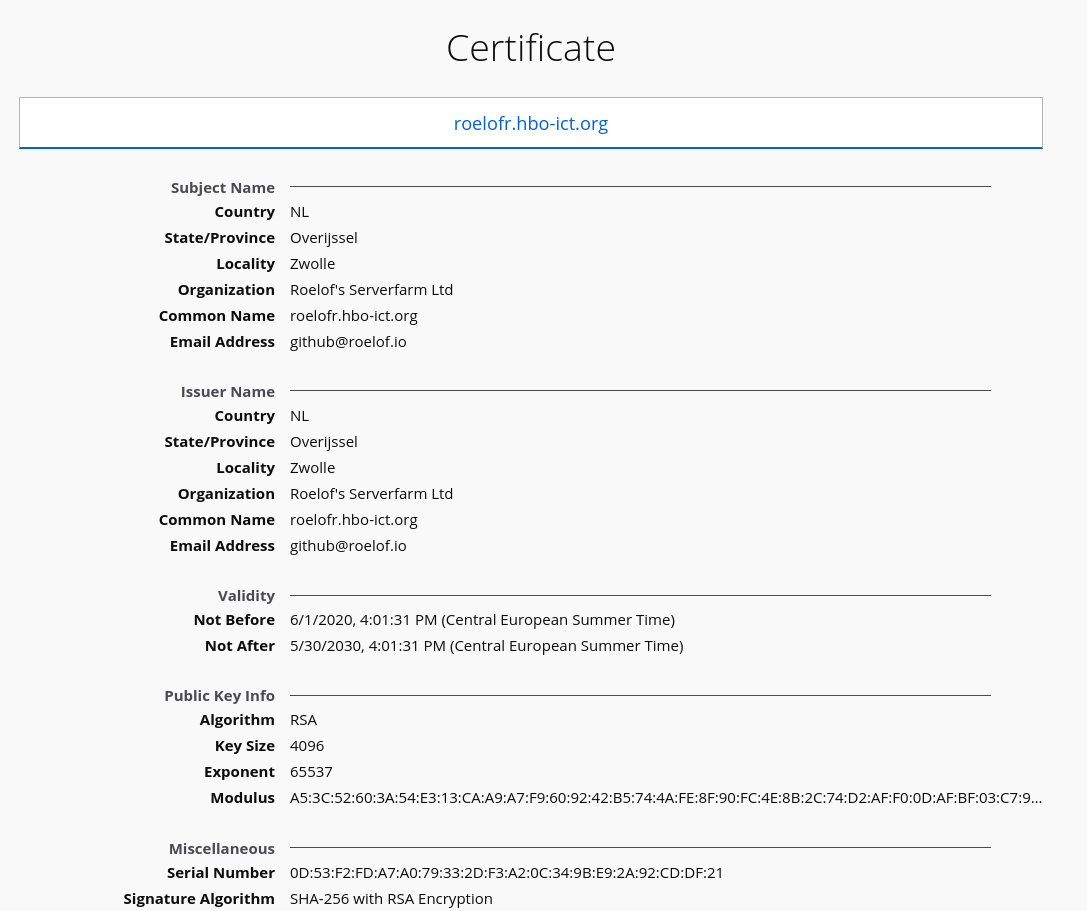 Certificate
roelofr.hbo-ict.org
Subject Name
Country NL
State/Province Overijssel
Locality Zwolle
Organization Roelof's Serverfarm Ltd
Common Name roelofr.hbo-ict.org
Email Address github@roelof.io
Issuer Name
Country NL
State/Province Overijssel
Locality Zwolle
Organization Roelof's Serverfarm Ltd
Common Name roelofr.hbo-ict.org
Email Address github@roelof.io
Validity
Not Before 6/1/2020, 4:01:31 PM (Central European Summer Time)
Not After 5/30/2030, 4:01:31 PM (Central European Summer Time)
Public Key Info
Algorithm RSA
Key Size 4096
Exponent 65537
Modulus A5:3C:52:60:3A:54:E3:13:CA:A9:A7:F9:60:92:42:B5:74:4A:FE:8F:90:FC:4E:8B:2C:74:D2:AF:F0:0D:AF:BF:03:C7:9...
Miscellaneous
Serial Number 0D:53:F2:FD:A7:A0:79:33:2D:F3:A2:0C:34:9B:E9:2A:92:CD:DF:21
Signature Algorithm SHA-256 with RSA Encryption